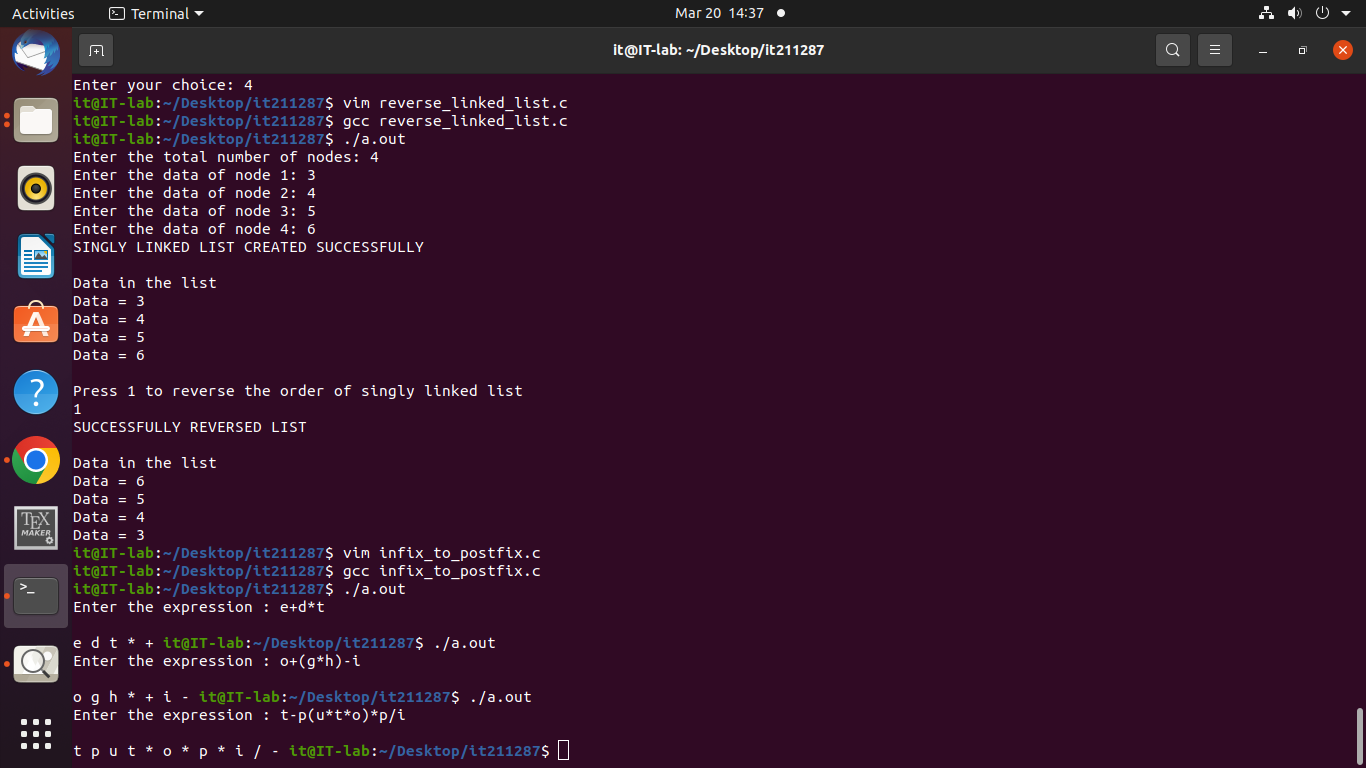 Activities
Terminal
Mar 20 14:37
it@IT-lab: ~/Desktop/it211287
Enter your choice: 4
it@IT-lab:~/Desktop/it211287$ vim reverse_linked_list.c
it@IT-lab:~/Desktop/it211287$ gcc reverse_linked_list.c
it@IT-lab:~/Desktop/it211287$ ./a.out
Enter the total number of nodes: 4
Enter the data of node 1: 3
Enter the data of node 2: 4
Enter the data of node 3: 5
Enter the data of node 4: 6
SINGLY LINKED LIST CREATED SUCCESSFULLY
Data in the list
Data = 3
Data = 4
Data = 5
Data = 6
Press 1 to reverse the order of singly linked list
1
SUCCESSFULLY REVERSED LIST
Data in the list
Data = 6
Data = 5
Data = 4
Data = 3
it@IT-lab:~/Desktop/it211287$ vim infix_to_postfix.c
it@IT-lab:~/Desktop/it211287$ gcc infix_to_postfix.c
it@IT-lab:~/Desktop/it211287$ ./a.out
Enter the expression : e+d*t
e d t * + it@IT-lab:~/Desktop/it211287$ ./a.out
Enter the expression : o+(g*h)-i
o g h * + i - it@IT-lab:~/Desktop/it211287$ ./a.out
Enter the expression : t-p(u*t*o)*p/i
t p u t * o * p * i / - it@IT-lab:~/Desktop/it211287$
TEX
MAKER
>_